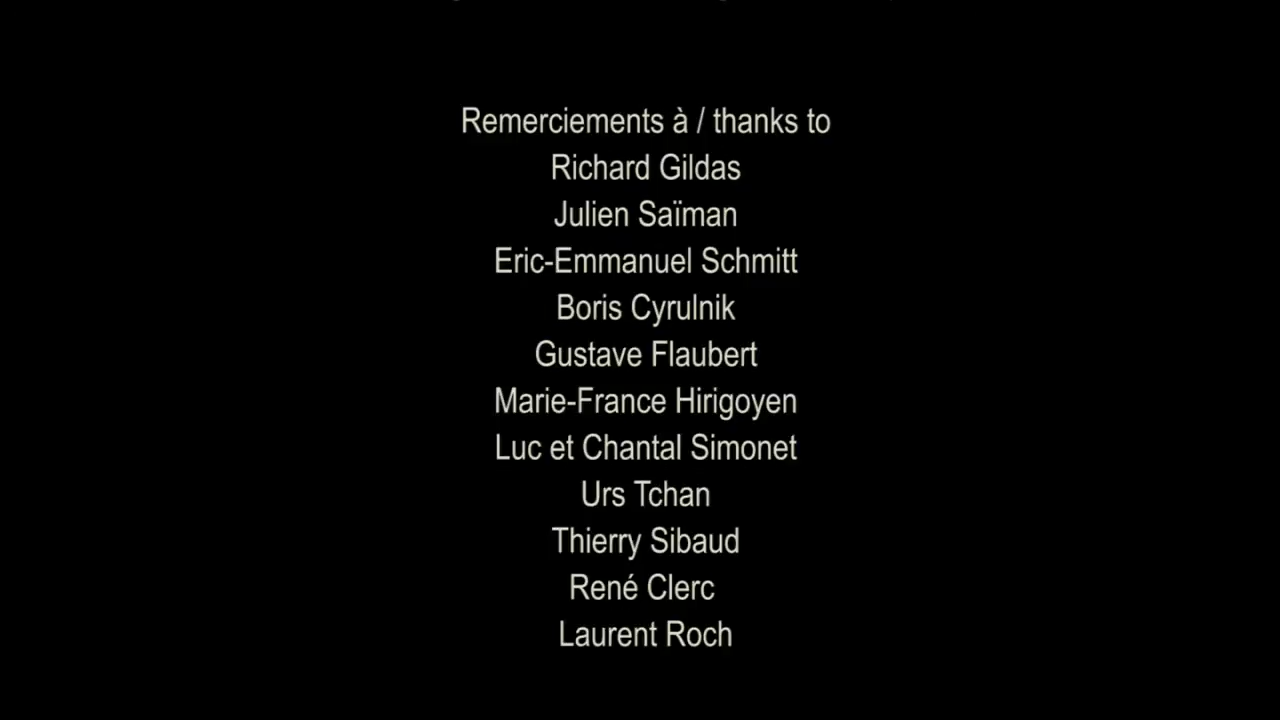 Remerciements à / thanks to
Richard Gildas
Julien Saïman
Eric-Emmanuel Schmitt
Boris Cyrulnik
Gustave Flaubert
Marie-France Hirigoyen
Luc et Chantal Simonet
Urs Tchan
Thierry Sibaud
René Clerc
Laurent Roch